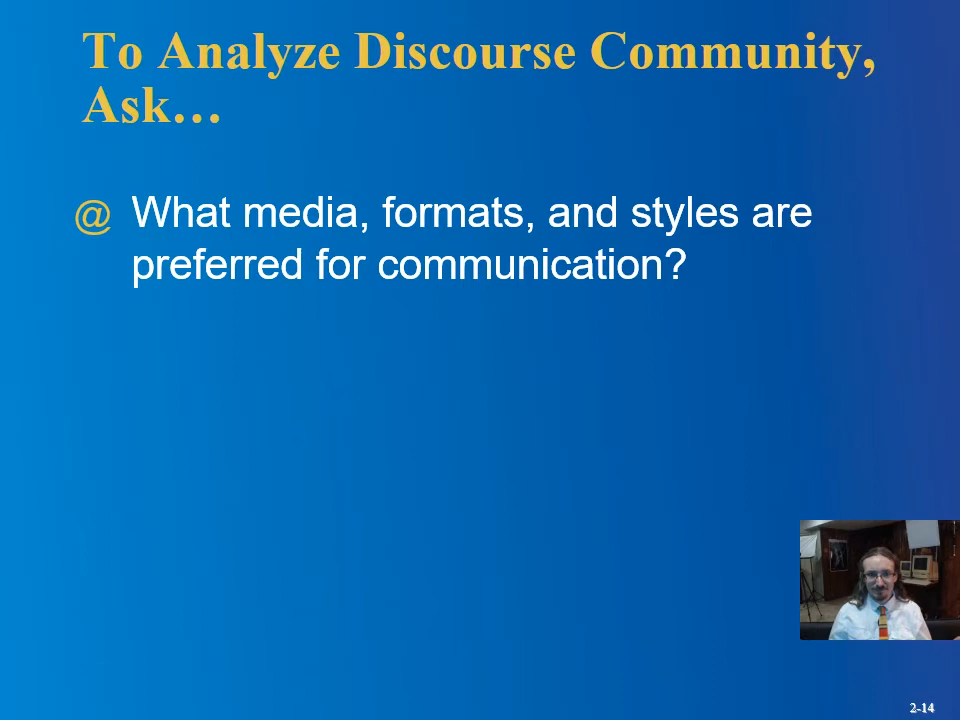 To Analyze Discourse Community,
Ask…
@ What media, formats, and styles are
preferred for communication?
2-14